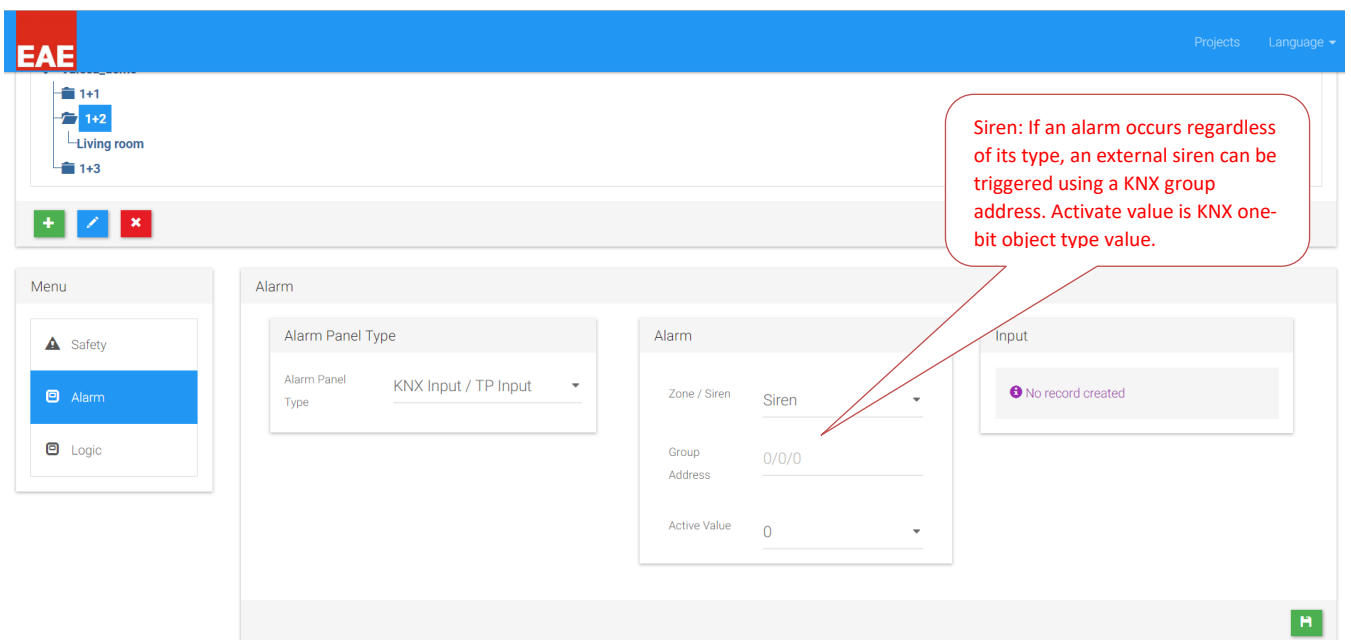 EAE
Projects
Language
1+1
1+2
Living room
1+3
Siren: If an alarm occurs regardless
of its type, an external siren can be
triggered using a KNX group
address. Activate value is KNX one-
bit object type value.
Menu
Safety
Alarm
Logic
Alarm
Alarm Panel Type
Alarm Panel
Type
KNX Input / TP Input
Alarm
Zone / Siren
Siren
Group
Address
0/0/0
Active Value
0
Input
No record created